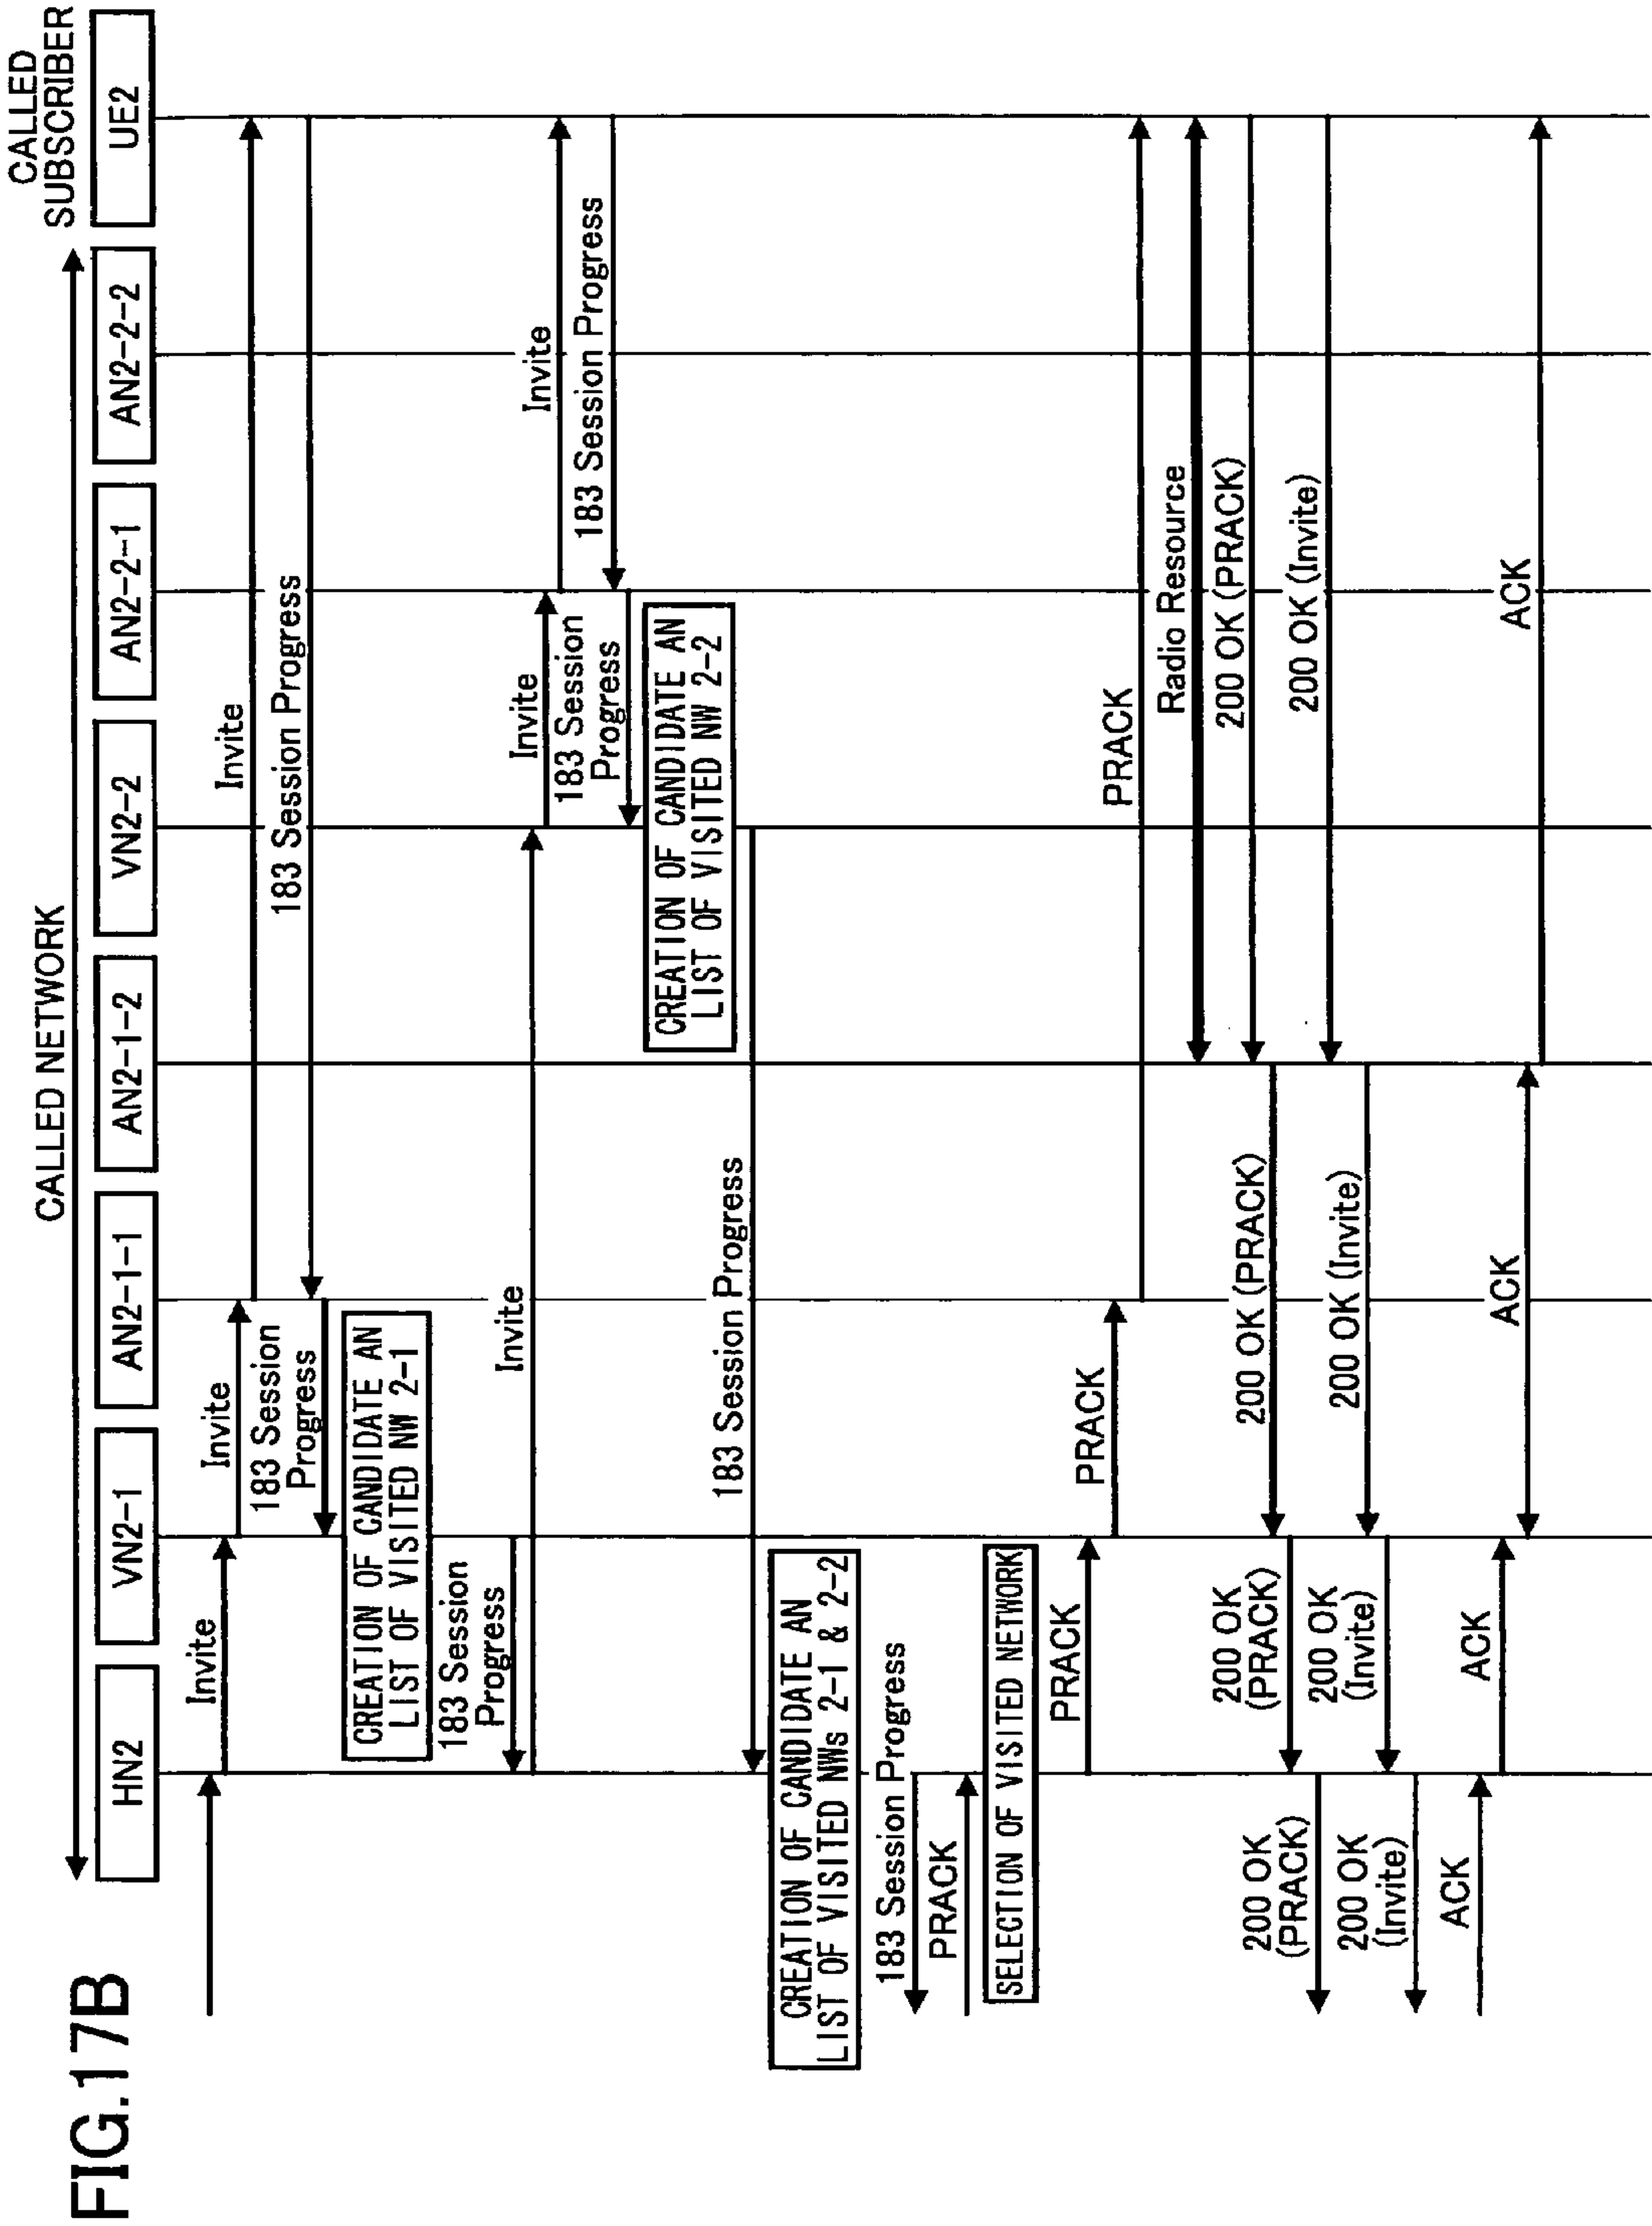 FIG.17B
CALLED NETWORK
CALLED
SUBSCRIBER
HN2
VN2-1
AN2-1-1
AN2-1-2
VN2-2
AN2-2-1
AN2-2-2
UE2
Invite
Invite
Invite
183 Session Progress
183 Session
Progress
CREATION OF CANDIDATE AN
LIST OF VISITED NW 2-1
183 Session
Progress
Invite
Invite
Invite
183 Session Progress
183 Session
Progress
CREATION OF CANDIDATE AN
LIST OF VISITED NW 2-2
183 Session Progress
CREATION OF CANDIDATE AN
LIST OF VISITED NWs 2-1 & 2-2
183 Session Progress
PRACK
SELECTION OF VISITED NETWORK
PRACK
PRACK
PRACK
Radio Resource
200 OK (PRACK)
200 OK (PRACK)
200 OK
(PRACK)
200 OK
(PRACK)
200 OK (Invite)
200 OK (Invite)
200 OK
(Invite)
200 OK
(Invite)
ACK
ACK
ACK
ACK